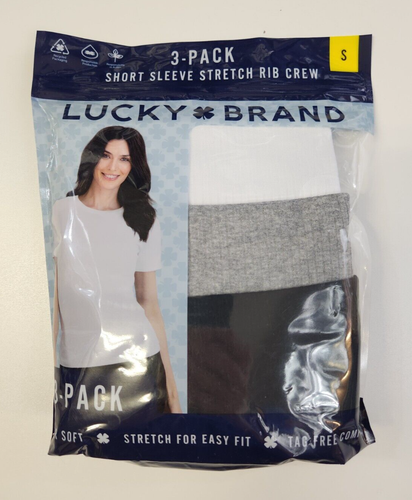 3-PACK
S
SHORT SLEEVE STRETCH RIB CREW
LUCKY BRAND
-PACK
SOFT STRETCH FOR EASY FIT TAG-FREE COM